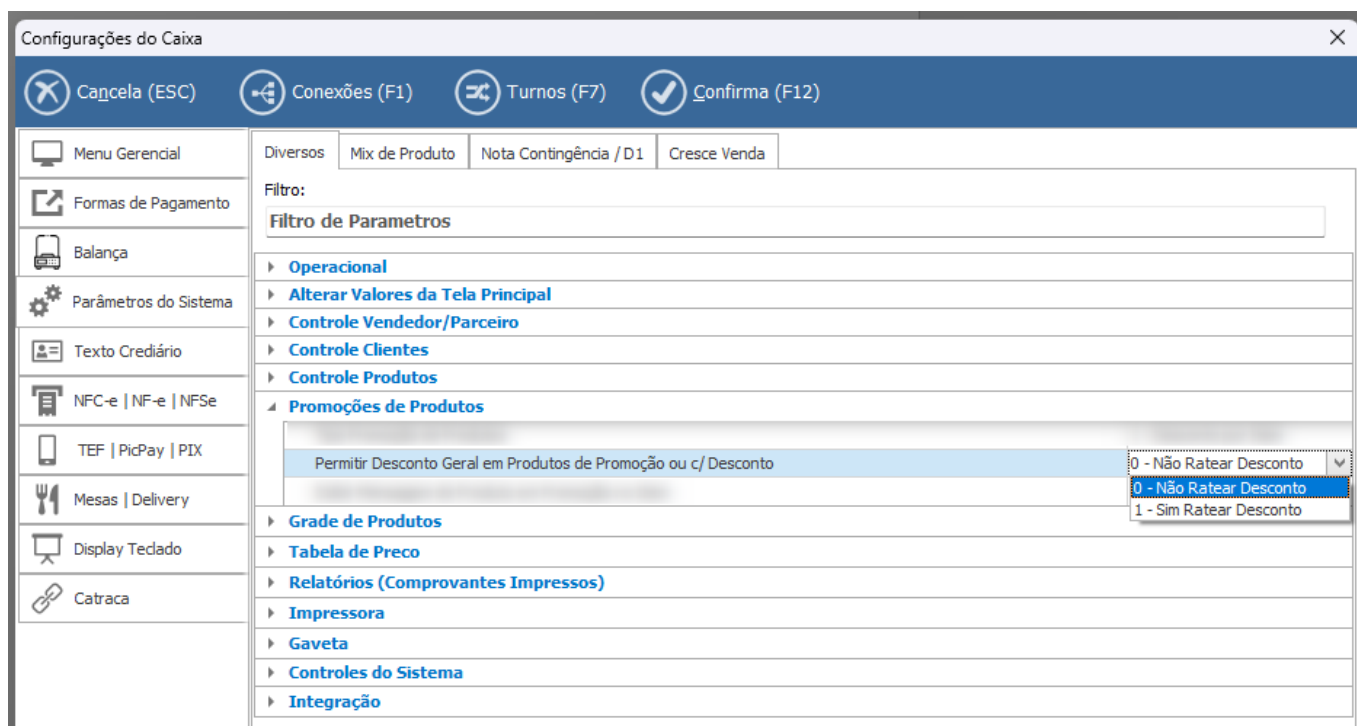 Configurações do Caixa
Cancela (ESC) Conexões (F1) Turnos (F7) Confirma (F12)
Menu Gerencial
Formas de Pagamento
Balança
Parâmetros do Sistema
Texto Crediário
NFC-e | NF-e | NFSe
TEF | PicPay | PIX
Mesas | Delivery
Display Teclado
Catraca
Diversos Mix de Produto Nota Contingência / D1 Cresce Venda
Filtro:
Filtro de Parametros
Operacional
Alterar Valores da Tela Principal
Controle Vendedor/Parceiro
Controle Clientes
Controle Produtos
Promoções de Produtos
Permitir Desconto Geral em Produtos de Promoção ou c/ Desconto 0 - Não Ratear Desconto
0 - Não Ratear Desconto
1 - Sim Ratear Desconto
Grade de Produtos
Tabela de Preco
Relatórios (Comprovantes Impressos)
Impressora
Gaveta
Controles do Sistema
Integração